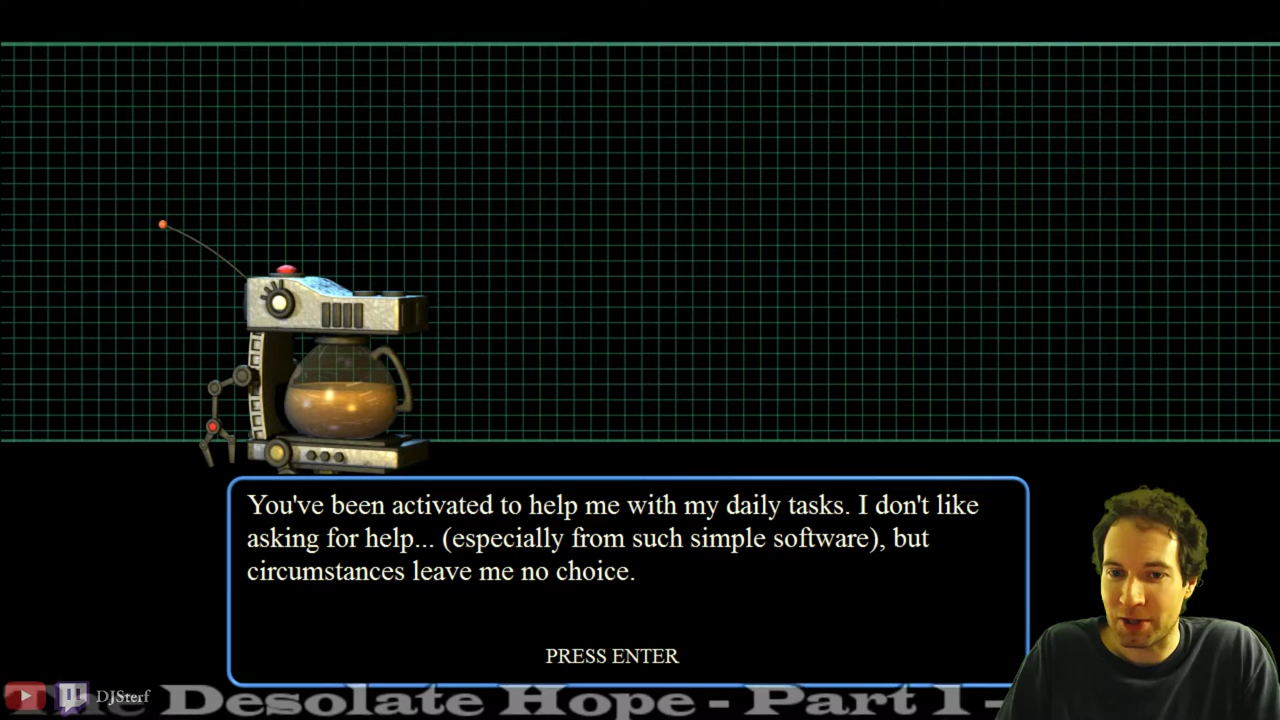 You've been activated to help me with my daily tasks. I don't like
asking for help... (especially from such simple software), but
circumstances leave me no choice.
PRESS ENTER
DJSterf
The Desolate Hope - Part 1 -